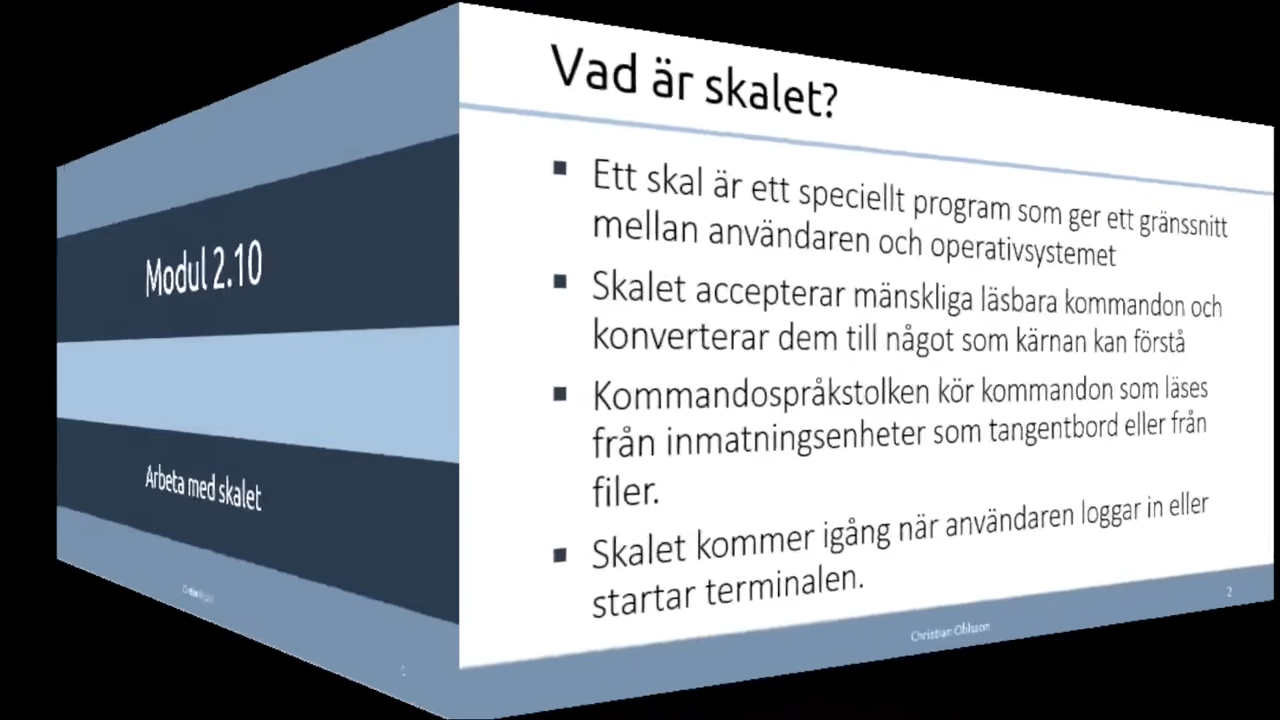 Modul 2.10
Arbeta med skalet
Vad är skalet?
Ett skal är ett speciellt program som ger ett gränssnitt
mellan användaren och operativsystemet
Skalet accepterar mänskliga läsbara kommandon och
konverterar dem till något som kärnan kan förstå
Kommandospråkstolken kör kommandon som läses
från inmatningsenheter som tangentbord eller från
filer.
Skalet kommer igång när användaren loggar in eller
startar terminalen.
Christian Ohlsson
2